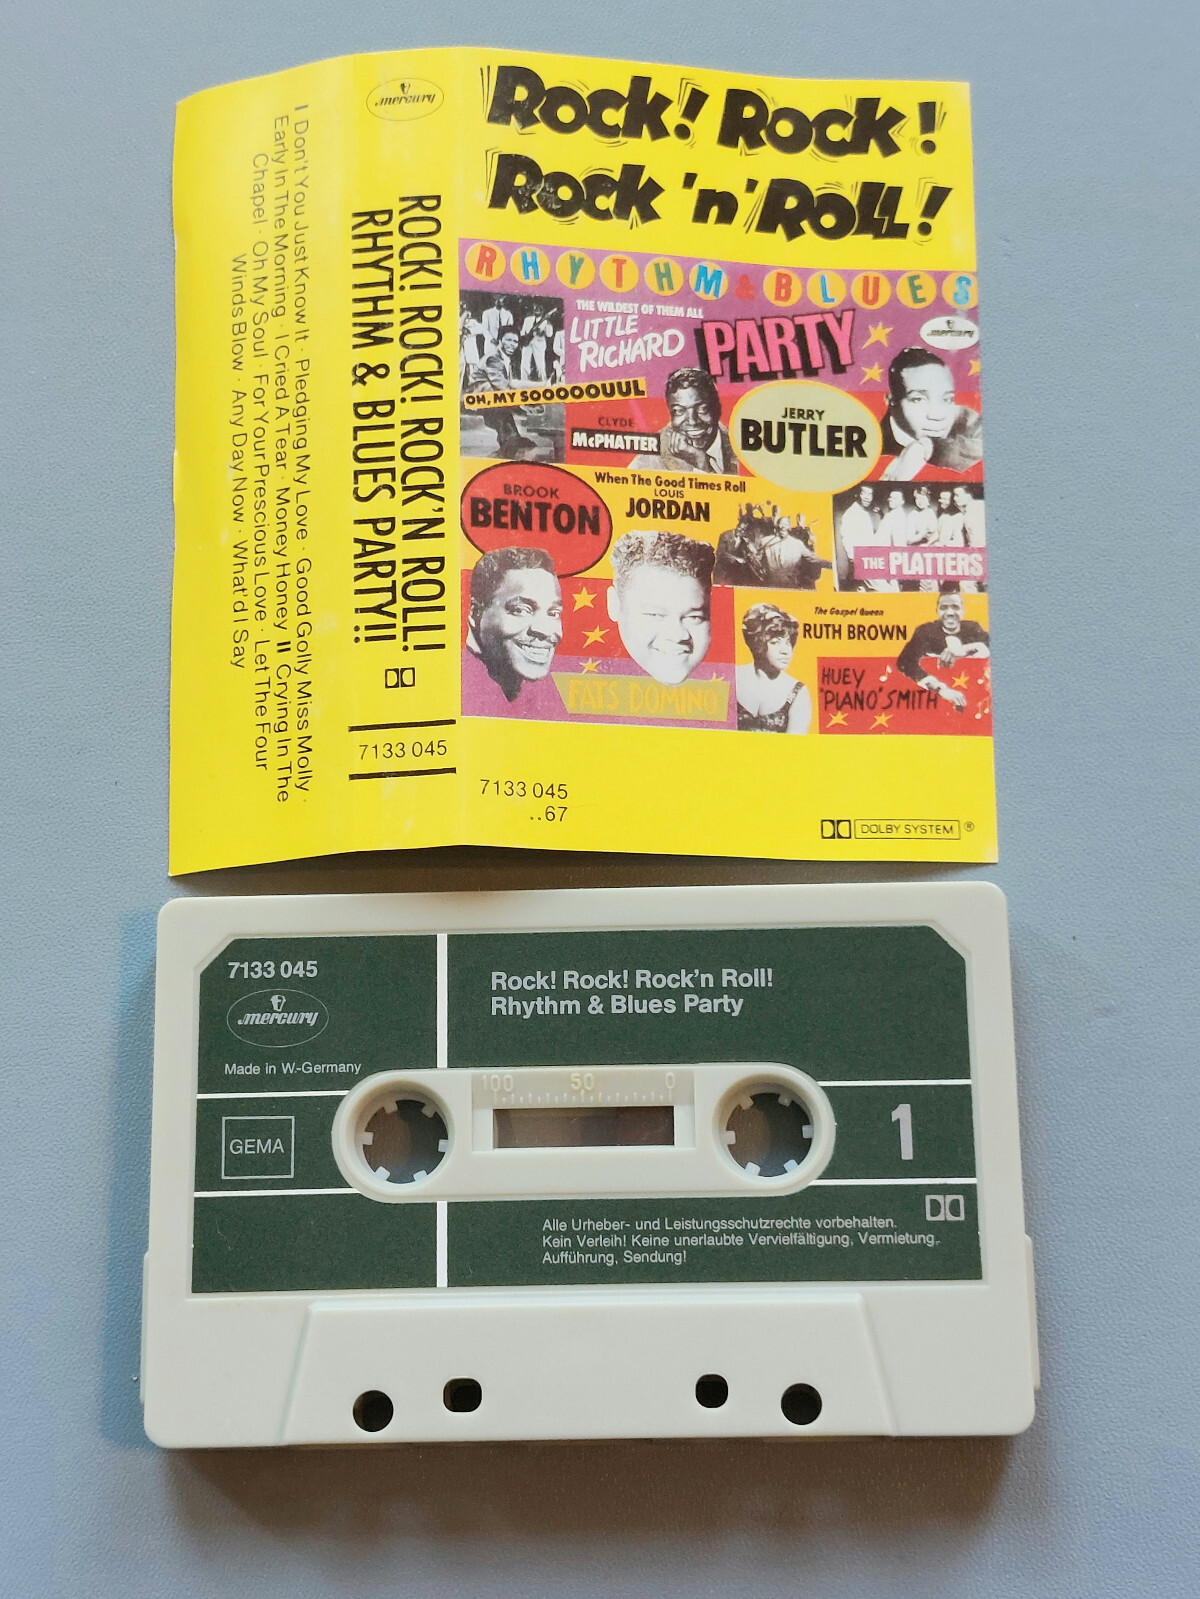 I Don't You Just Know It · Pledging My Love · Good Golly Miss Molly ·
Early In The Morning · I Cried A Tear · Money Honey II Crying In The
Chapel · Oh My Soul · For Your Prescious Love · Let The Four
Winds Blow · Any Day Now · What'd I Say
mercury
ROCK! ROCK! ROCK'N ROLL!
RHYTHM & BLUES PARTY!!
7133 045
Rock! Rock!
Rock 'n' Roll!
RHYTHM & BLUES
PARTY
mercury
THE WILDEST OF THEM ALL
LITTLE
RICHARD
OH, MY SOOOOOUUL
CLYDE
McPHATTER
JERRY
BUTLER
BROOK
BENTON
When The Good Times Roll
LOUIS
JORDAN
THE PLATTERS
FATS DOMINO
The Gospel Queen
RUTH BROWN
HUEY
"PIANO" SMITH
7133 045
..67
DOLBY SYSTEM ®
7133 045
mercury
Made in W.-Germany
GEMA
Rock! Rock! Rock'n Roll!
Rhythm & Blues Party
100 50 0
1
Alle Urheber- und Leistungsschutzrechte vorbehalten.
Kein Verleih! Keine unerlaubte Vervielfältigung, Vermietung,
Aufführung, Sendung!